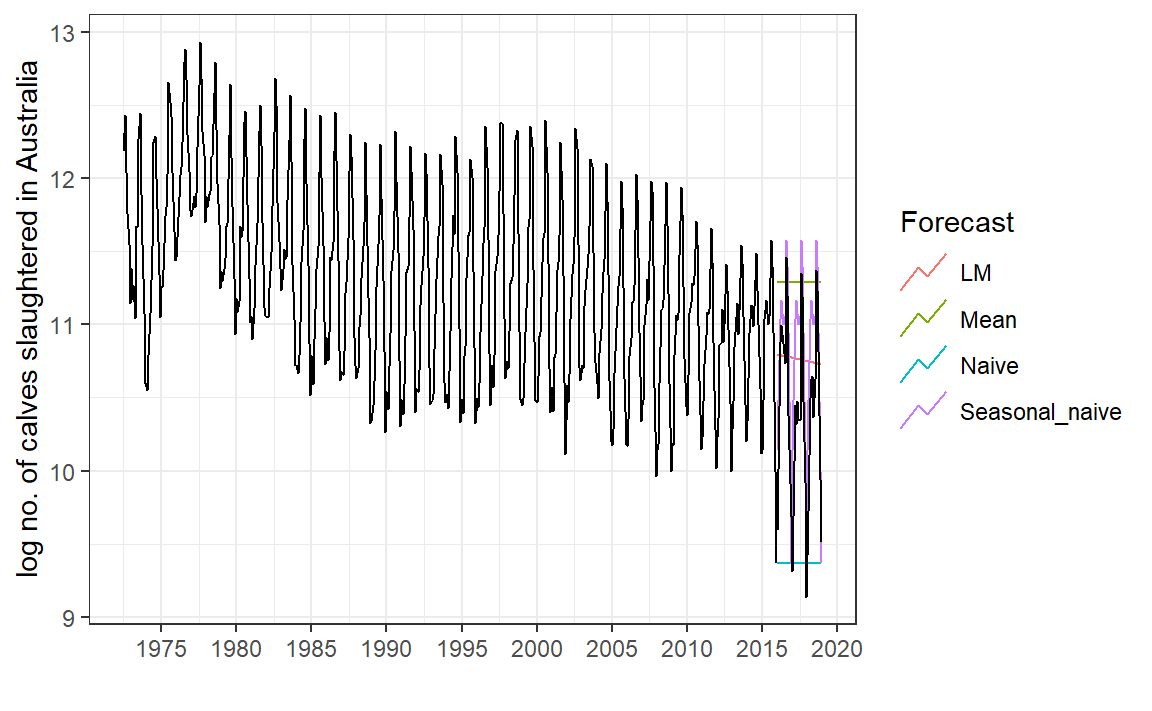 log no. of calves slaughtered in Australia
13
12
11
10
9
1975 1980 1985 1990 1995 2000 2005 2010 2015 2020
Forecast
LM
Mean
Naive
Seasonal_naive